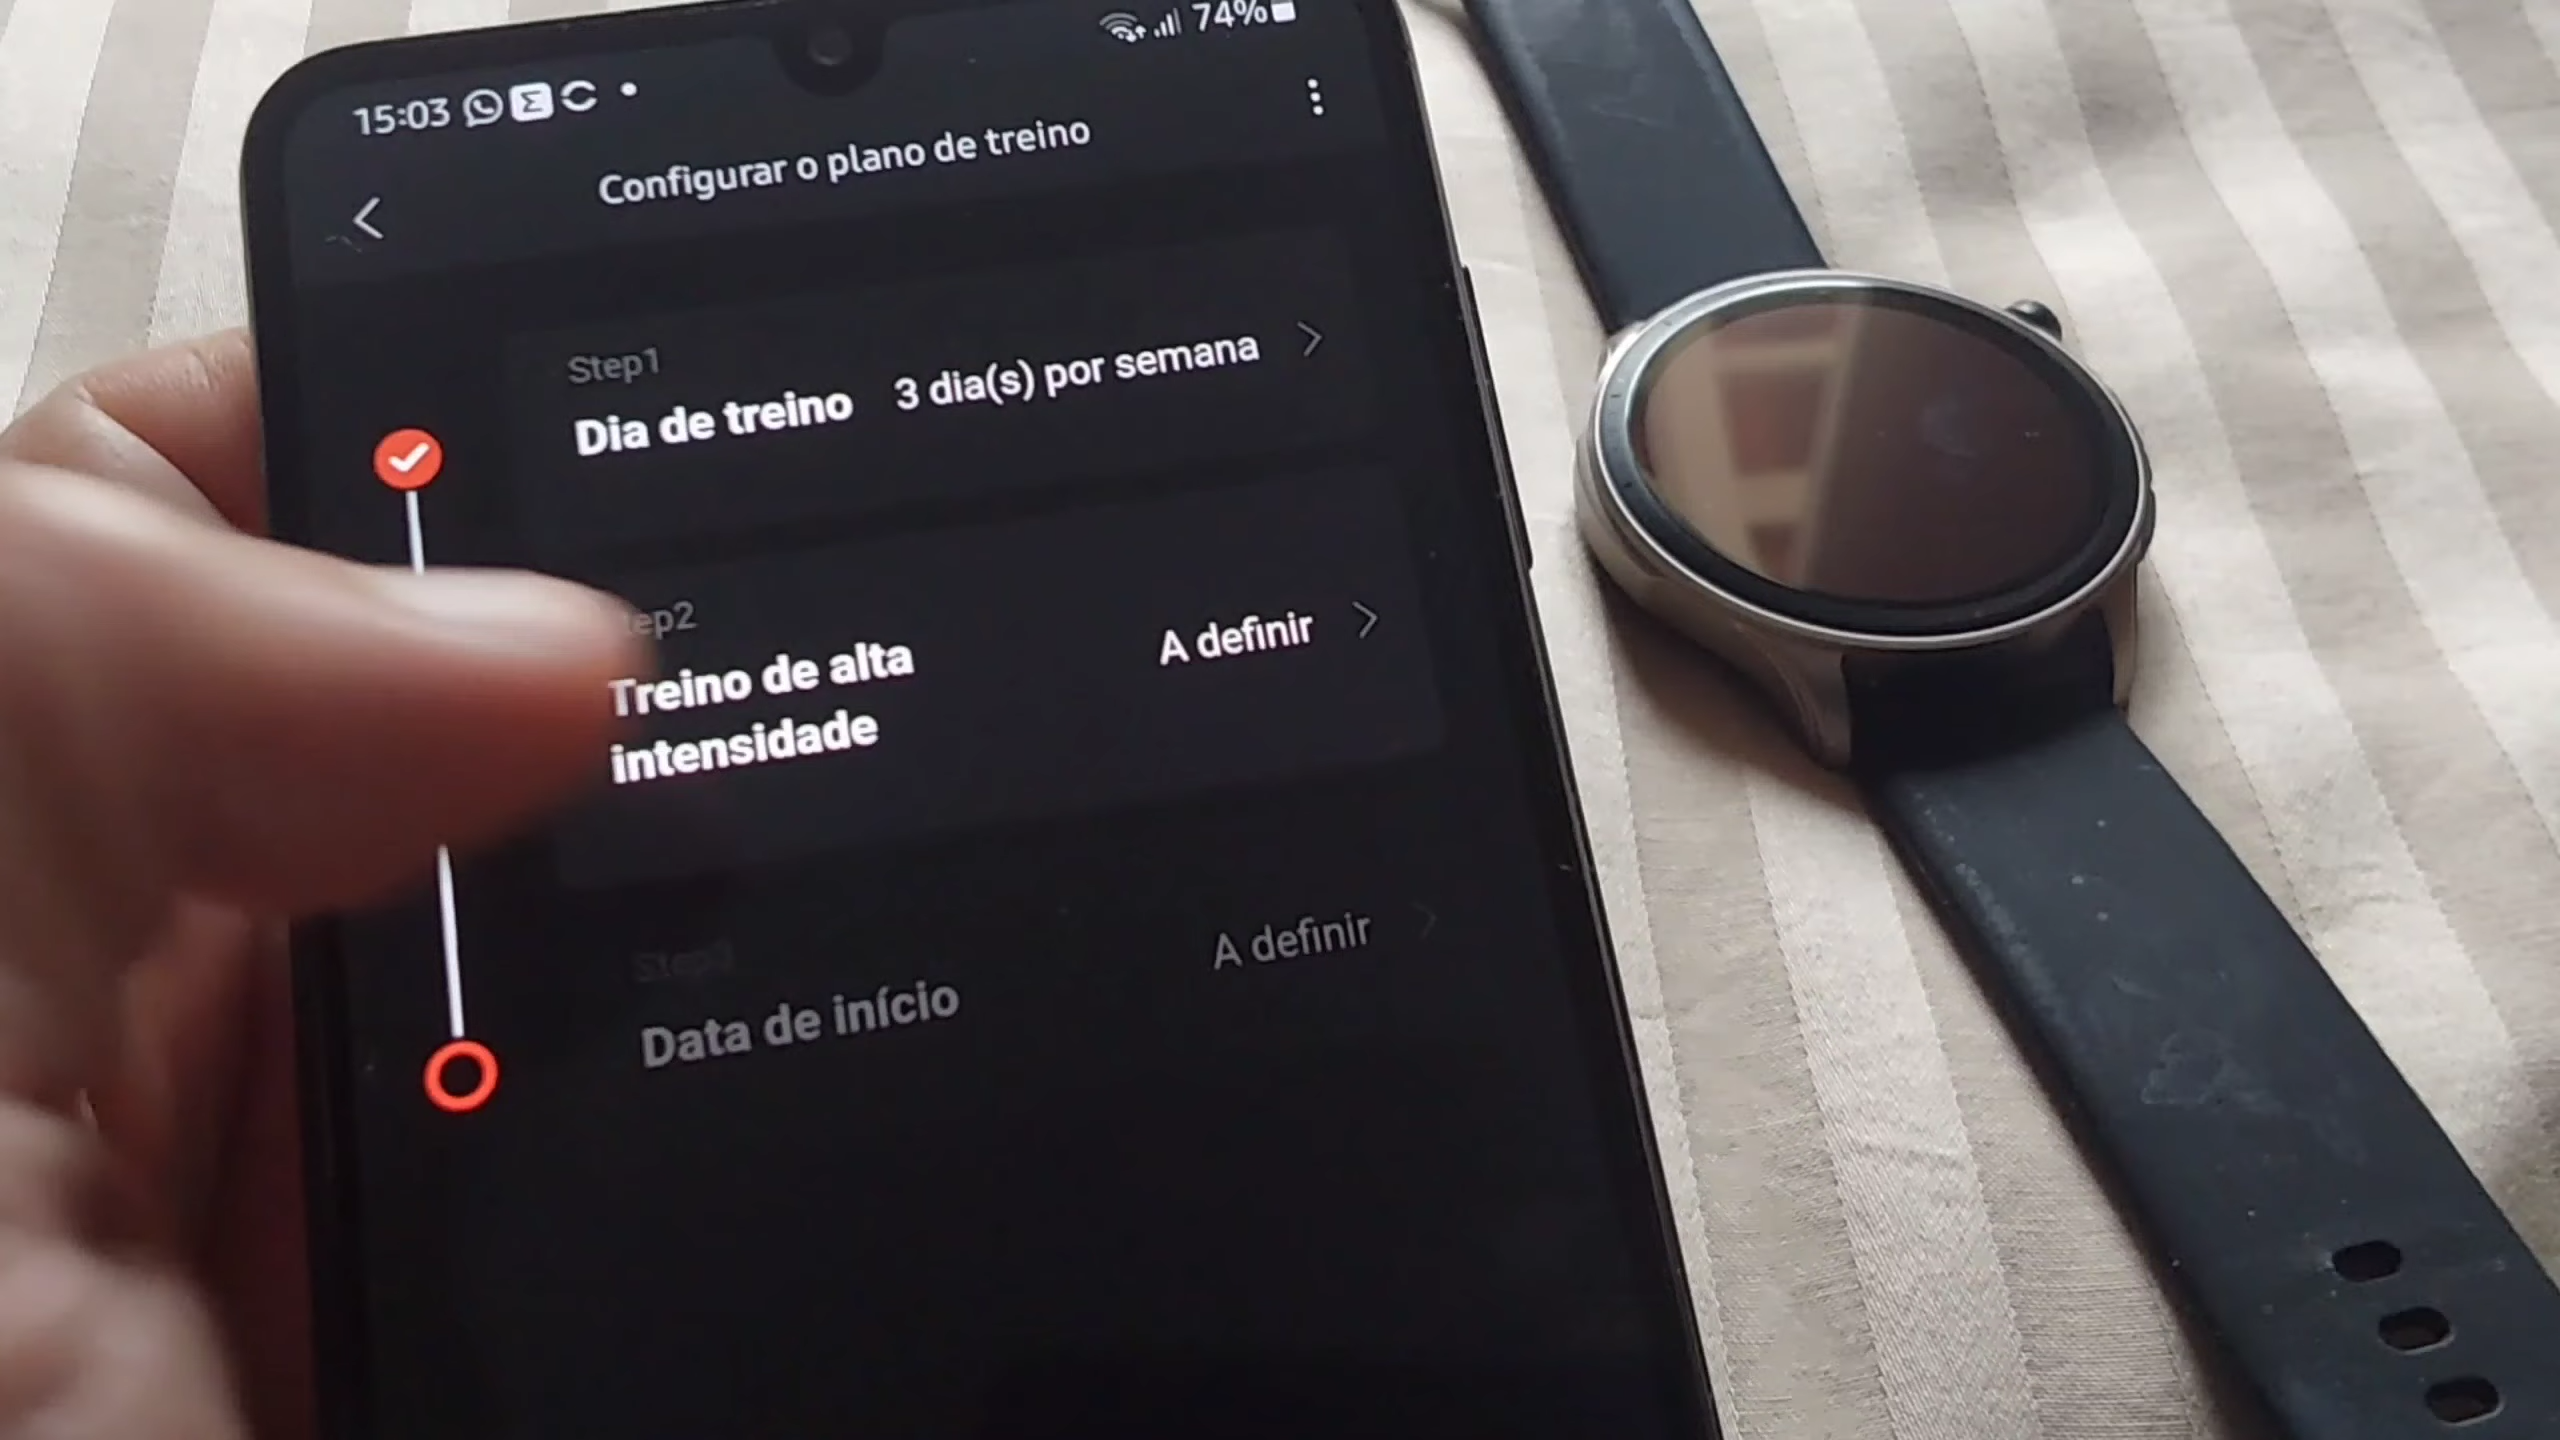 74%
15:03
Configurar o plano de treino
Step1
Dia de treino 3 dia(s) por semana
tep2
Treino de alta
intensidade
A definir
A definir
Data de início